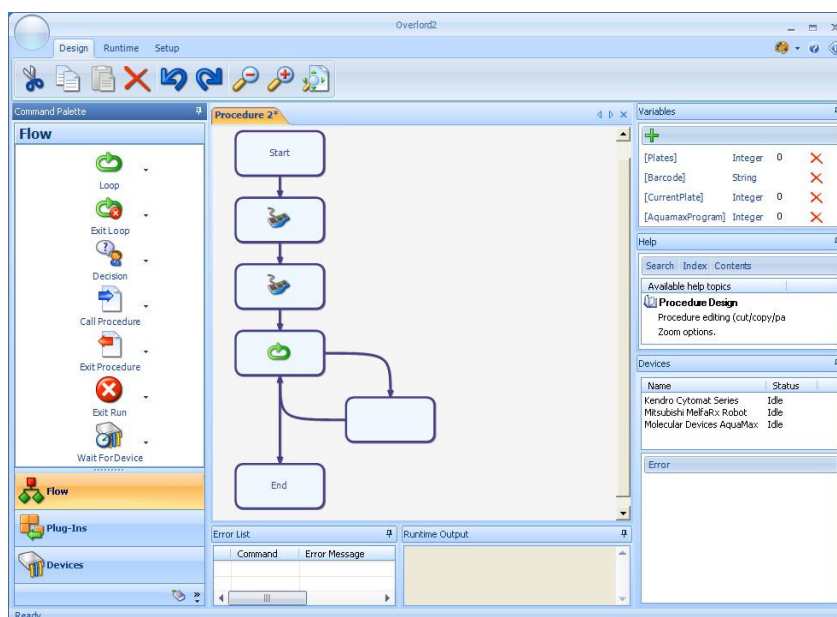 Overlord2
Design Runtime Setup
Command Palette
Flow
Loop
Exit Loop
Decision
Call Procedure
Exit Procedure
Exit Run
Wait For Device
Flow
Plug-Ins
Devices
Procedure 2*
Start
End
Error List
Command Error Message
Runtime Output
Variables
[Plates] Integer 0
[Barcode] String
[CurrentPlate] Integer 0
[AquamaxProgram] Integer 0
Help
Search Index Contents
Available help topics
Procedure Design
Procedure editing (cut/copy/pa
Zoom options.
Devices
Name Status
Kendro Cytomat Series Idle
Mitsubishi MelfaRx Robot Idle
Molecular Devices AquaMax Idle
Error
Ready